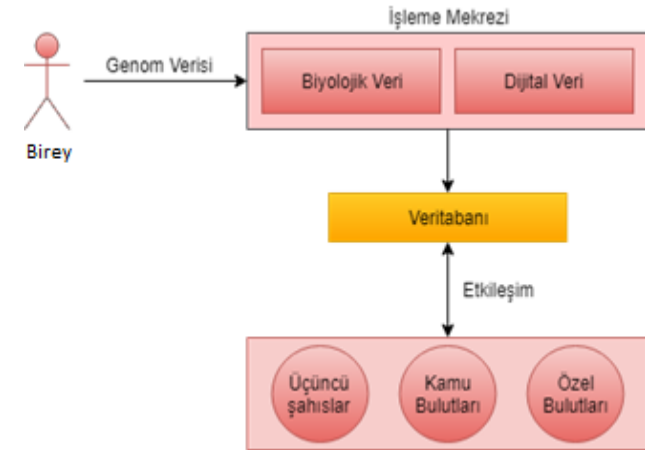 İşleme Mekrezi
Genom Verisi
Biyolojik Veri
Dijital Veri
Birey
Veritabanı
Etkileşim
Üçüncü
şahıslar
Kamu
Bulutları
Özel
Bulutları